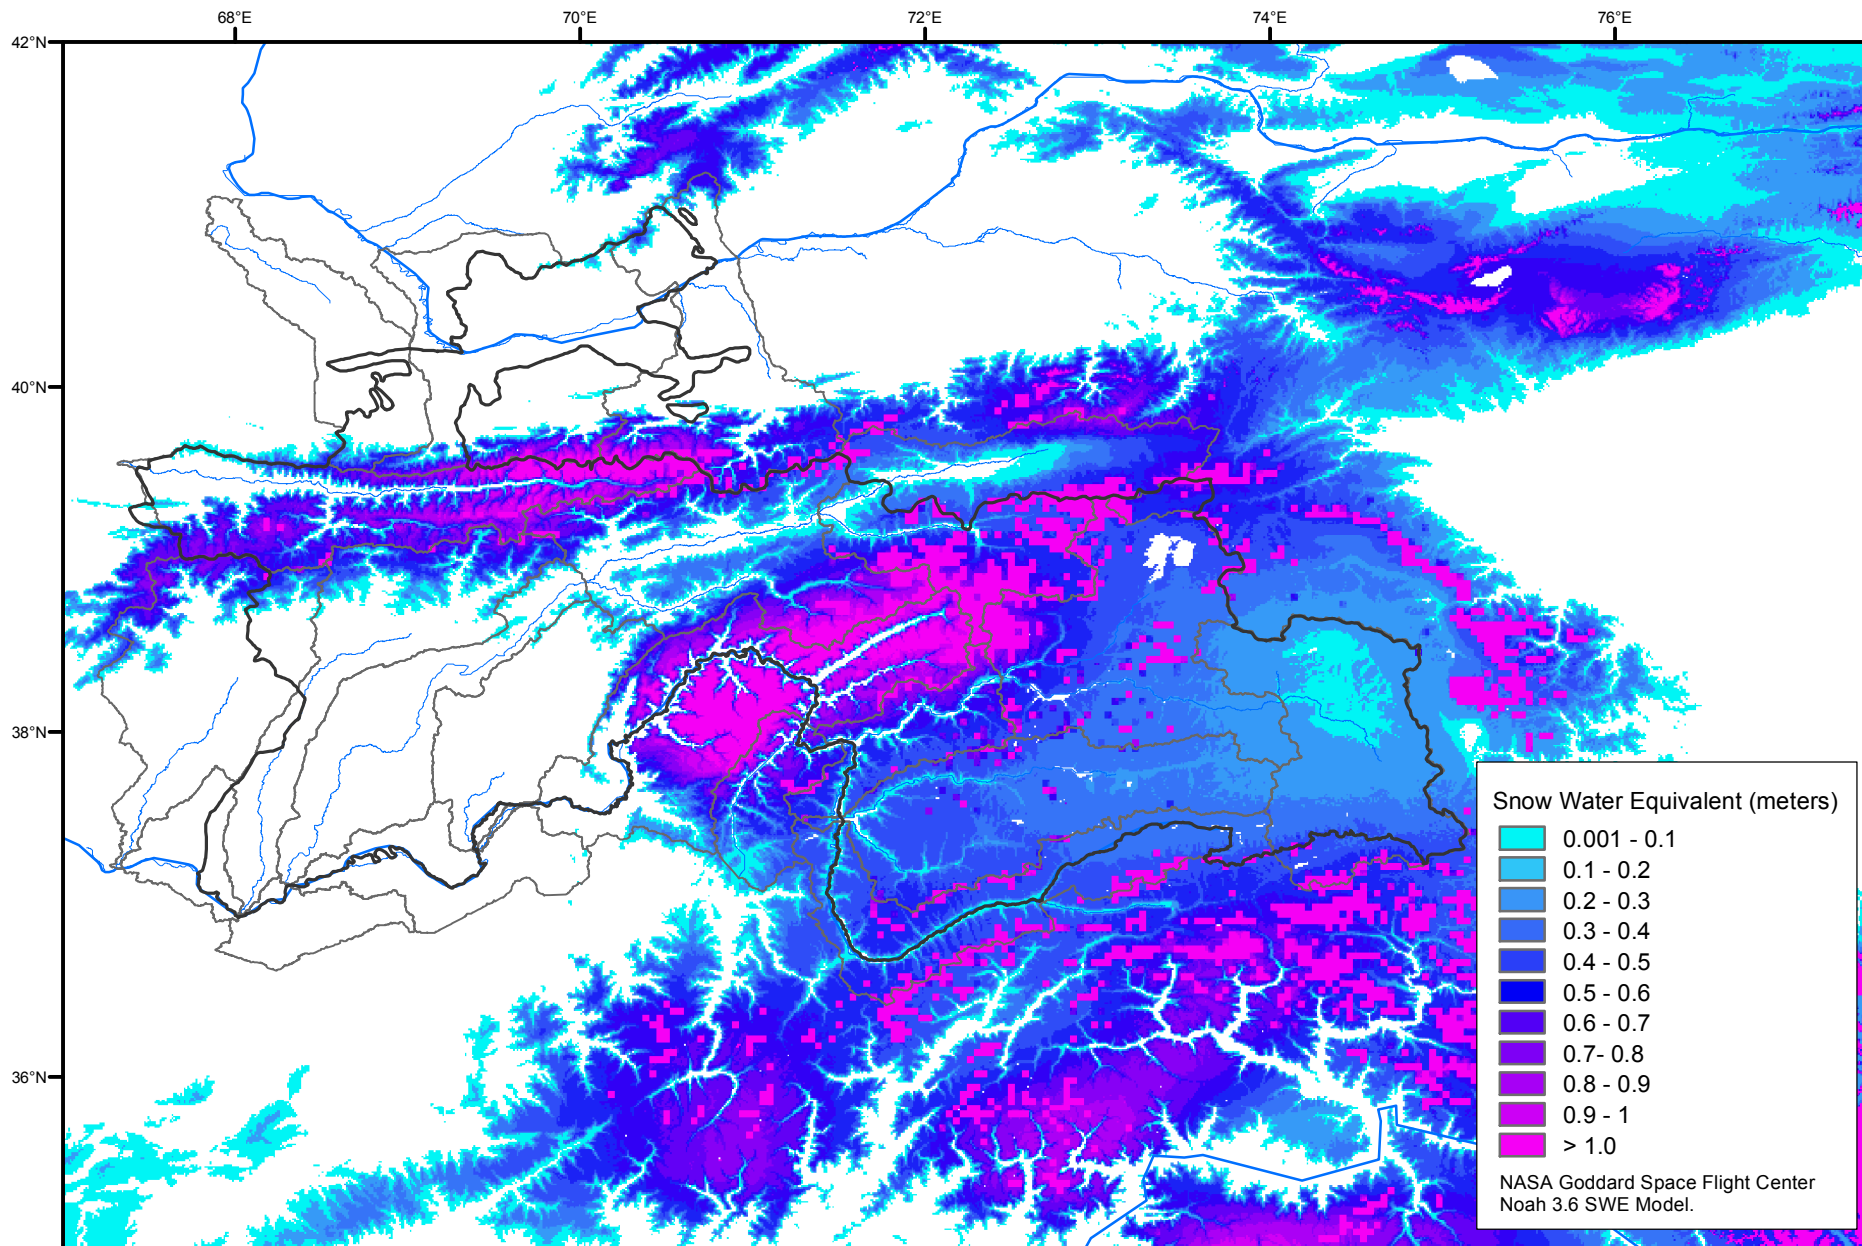 68°E 70°E 72°E 74°E 76°E
42°N
40°N
38°N
36°N
Snow Water Equivalent (meters)
0.001 - 0.1
0.1 - 0.2
0.2 - 0.3
0.3 - 0.4
0.4 - 0.5
0.5 - 0.6
0.6 - 0.7
0.7- 0.8
0.8 - 0.9
0.9 - 1
> 1.0
NASA Goddard Space Flight Center
Noah 3.6 SWE Model.